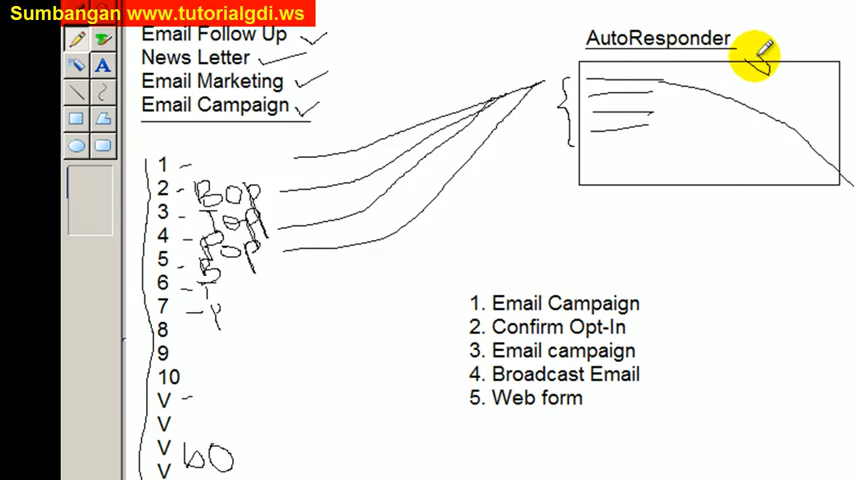 Sumbangan www.tutorialgdi.ws
Email Follow Up
News Letter
Email Marketing
Email Campaign
AutoResponder
1
2
3
4
5
6
7
8
9
10
V
V
V
V
1. Email Campaign
2. Confirm Opt-In
3. Email campaign
4. Broadcast Email
5. Web form